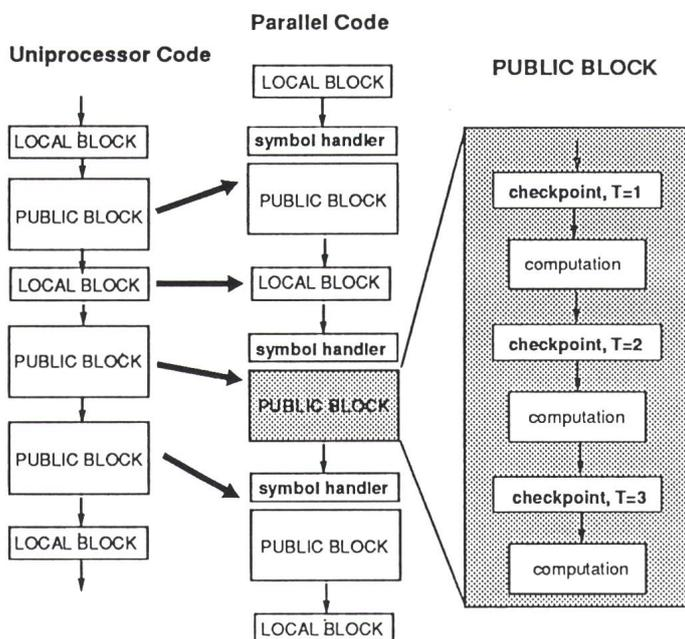 Uniprocessor Code
LOCAL BLOCK
PUBLIC BLOCK
LOCAL BLOCK
PUBLIC BLOCK
PUBLIC BLOCK
LOCAL BLOCK
Parallel Code
LOCAL BLOCK
symbol handler
PUBLIC BLOCK
LOCAL BLOCK
symbol handler
PUBLIC BLOCK
symbol handler
PUBLIC BLOCK
LOCAL BLOCK
PUBLIC BLOCK
checkpoint, T=1
computation
checkpoint, T=2
computation
checkpoint, T=3
computation